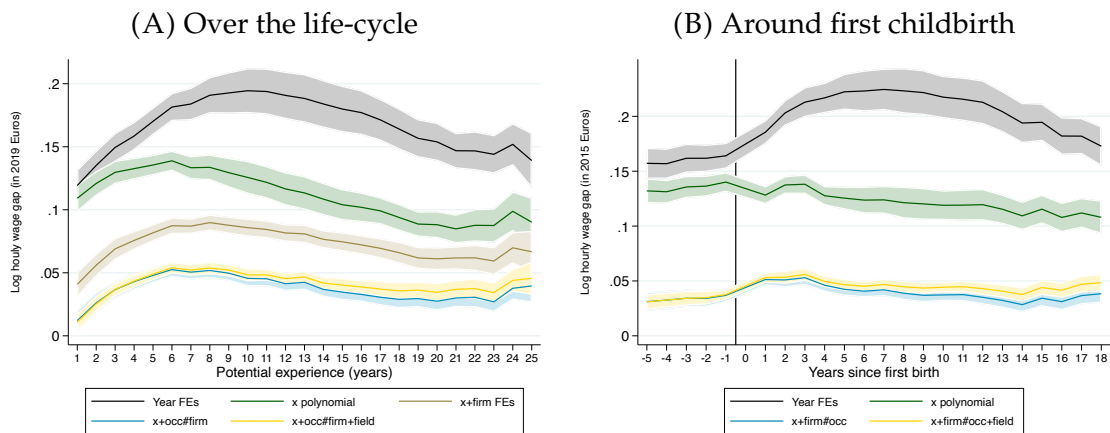 (A) Over the life-cycle
Log houly wage gap (in 2019 Euros)
.2
.15
.1
.05
0
1 2 3 4 5 6 7 8 9 10 11 12 13 14 15 16 17 18 19 20 21 22 23 24 25
Potential experience (years)
Year FEs
x polynomial
x+firm FEs
x+occ#firm
x+occ#firm+field
(B) Around first childbirth
Log hourly wage gap (in 2015 Euros)
.2
.15
.1
.05
0
-5 -4 -3 -2 -1 0 1 2 3 4 5 6 7 8 9 10 11 12 13 14 15 16 17 18
Years since first birth
Year FEs
x polynomial
x+firm#occ
x+firm#occ+field